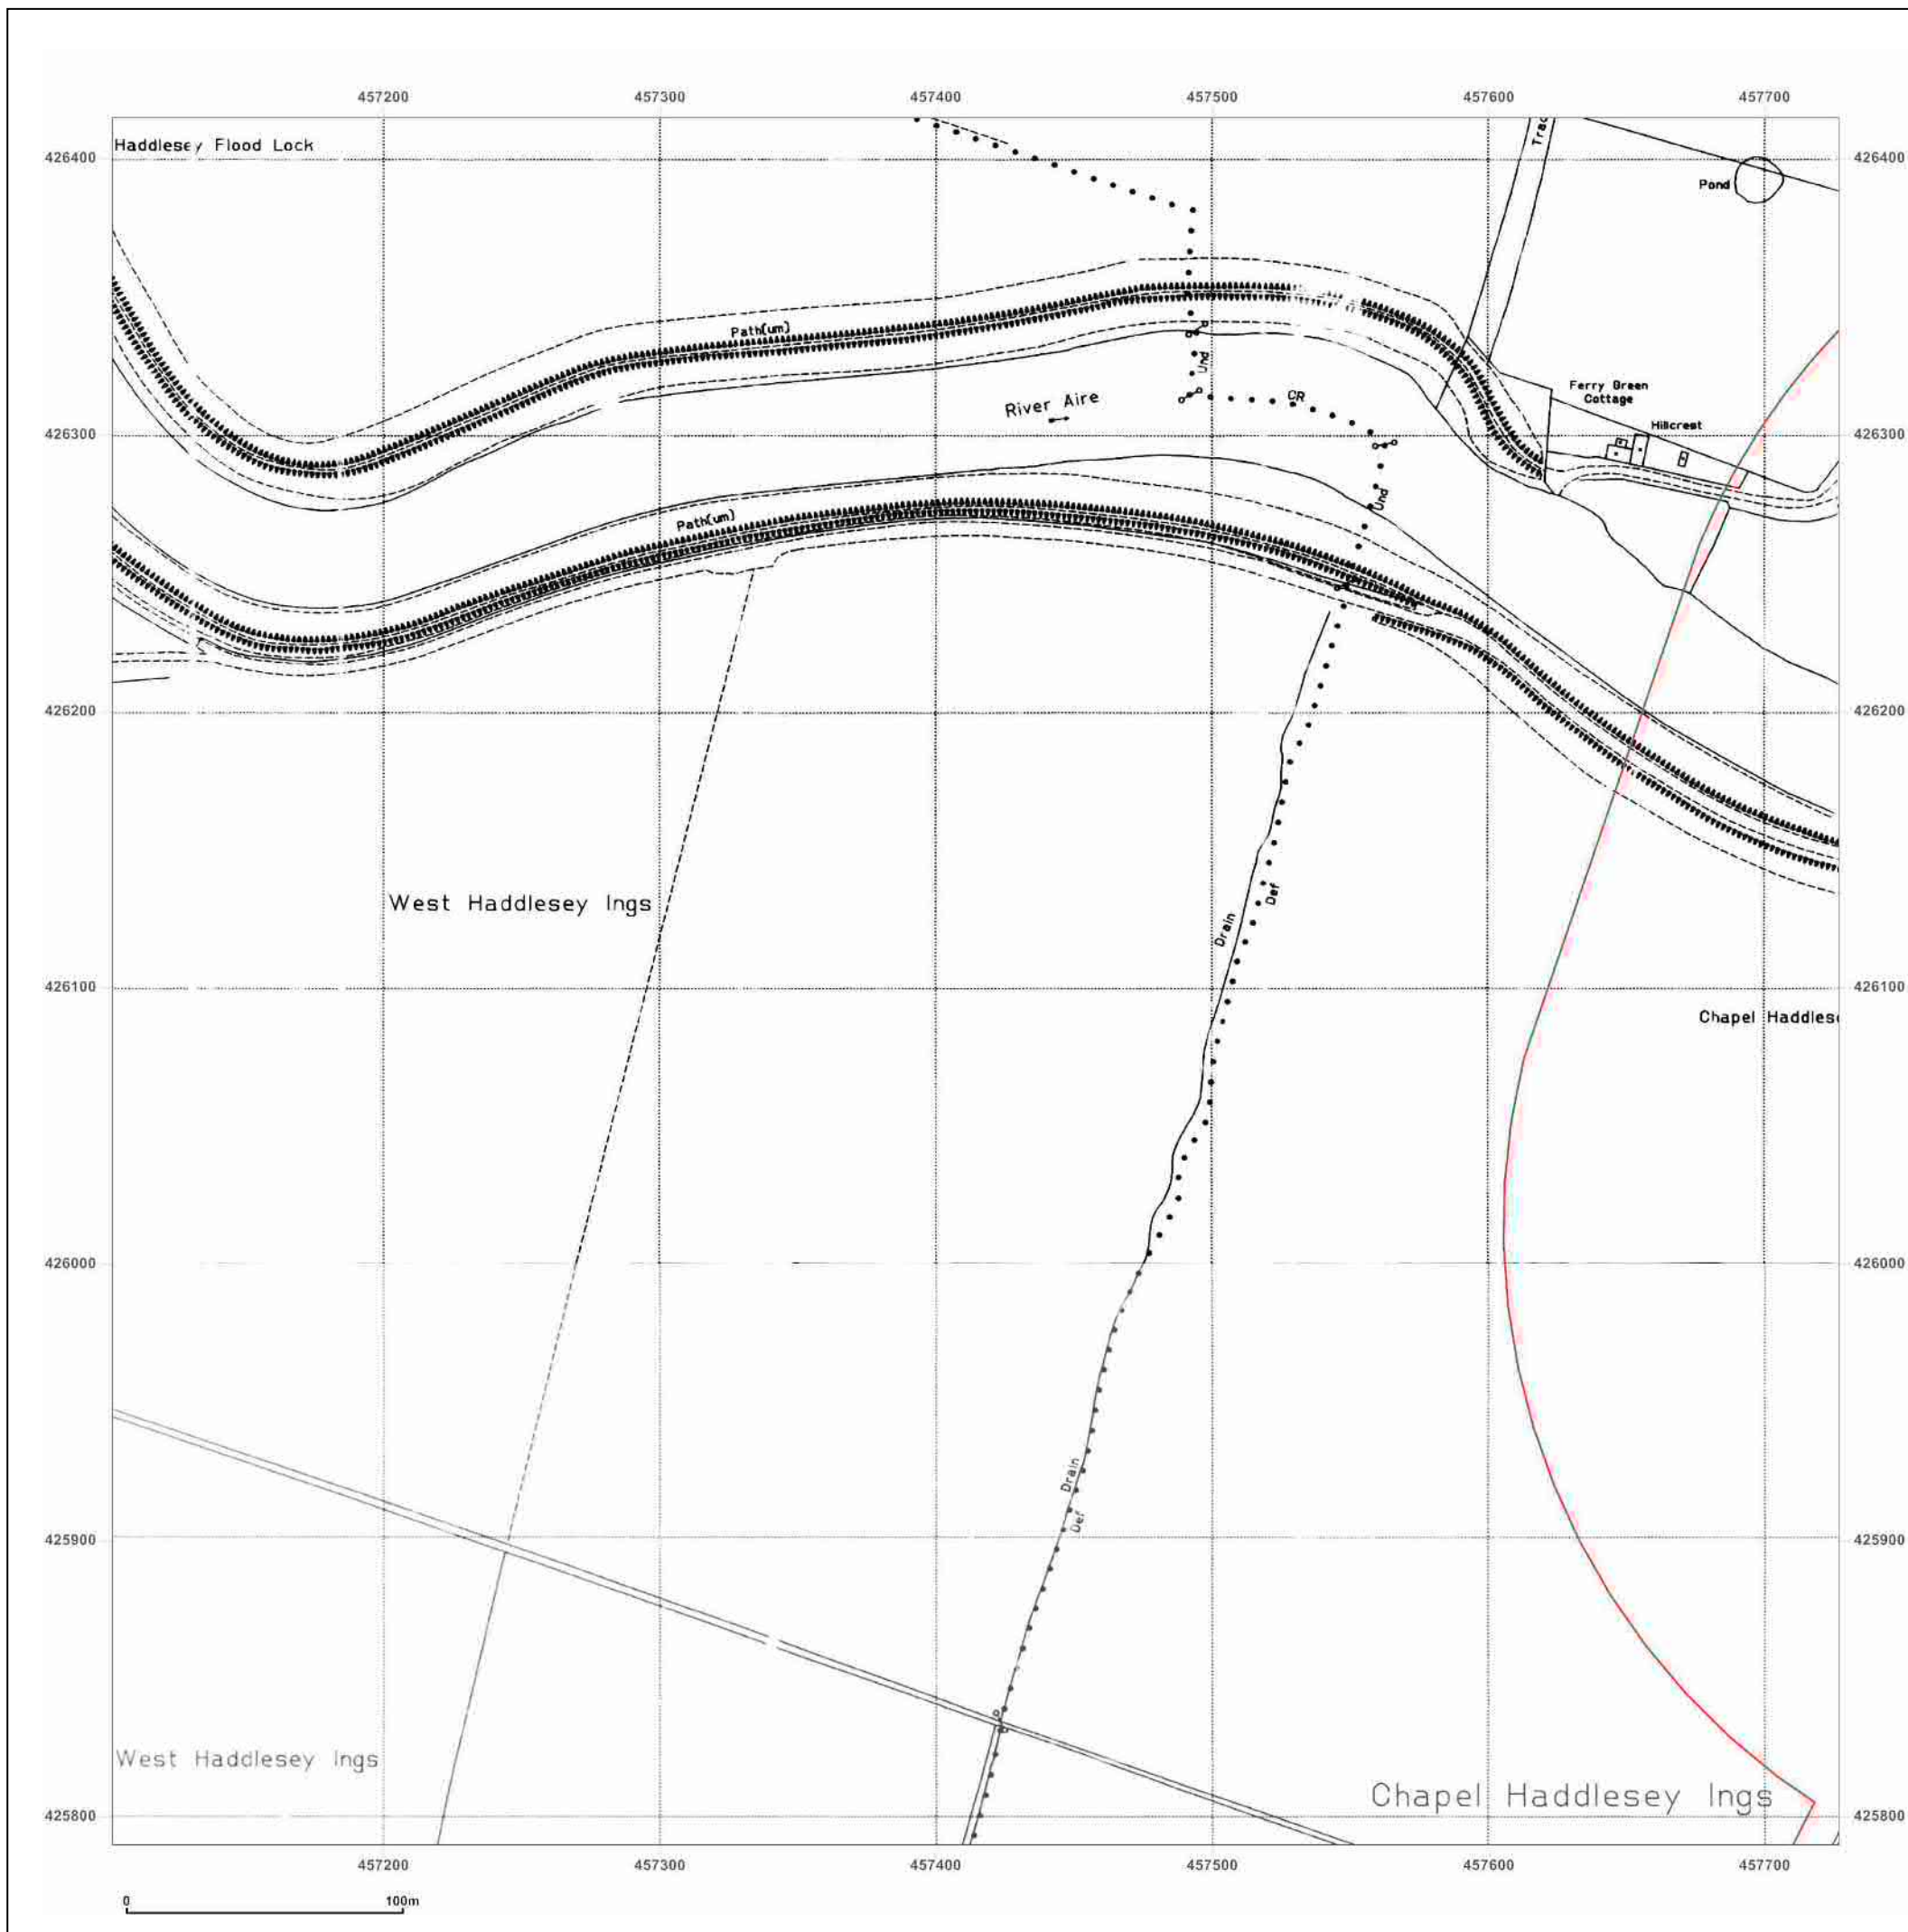 457200 457300 457400 457500 457600 457700
Haddlesey Flood Lock
426400 426400
Pond
Path(um)
Und
CR
River Aire
Ferry Green
Cottage
426300 426300
Hillcrest
Und
Path(um)
426200 426200
Def
West Haddlesey Ings
Drain
426100 426100
Chapel Haddles
426000 426000
Drain
Def
425900 425900
West Haddlesey Ings
Chapel Haddlesey Ings
425800 425800
457200 457300 457400 457500 457600 457700
0 100m